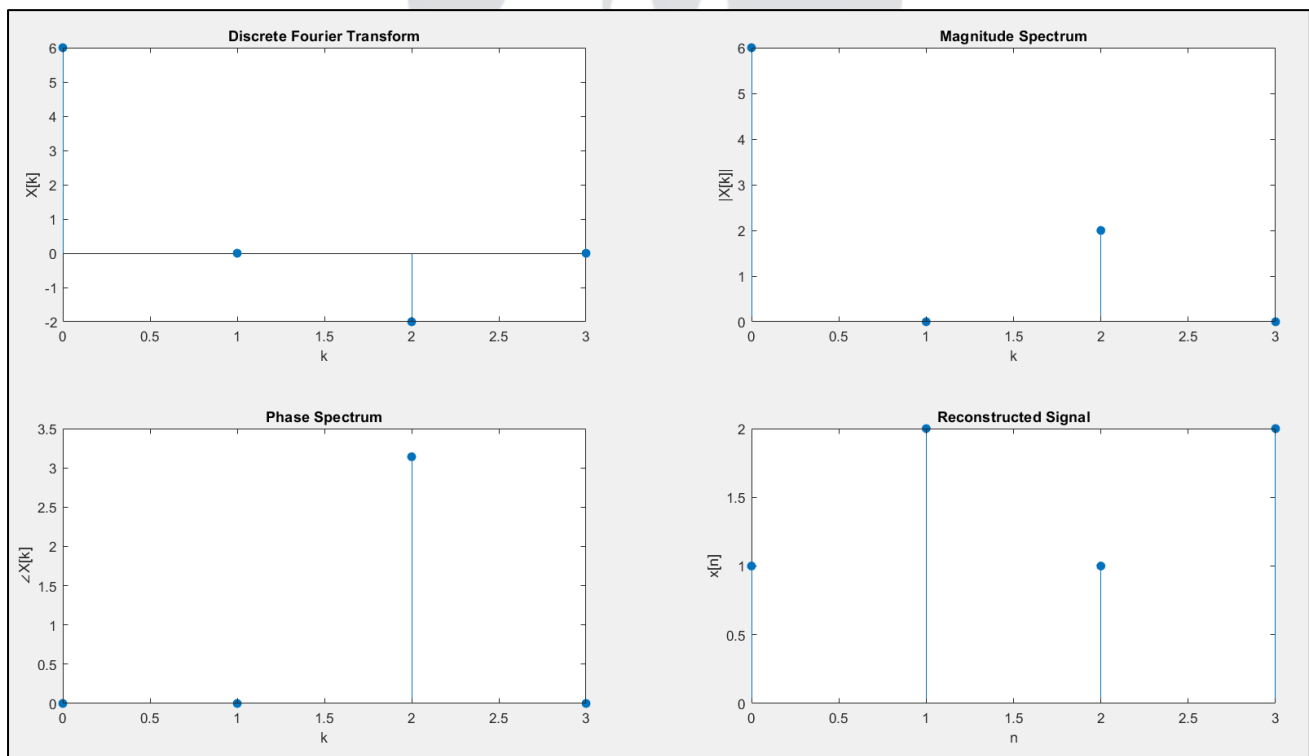 Discrete Fourier Transform
6
5
4
3
2
1
0
-1
-2
X[k]
0 0.5 1 1.5 2 2.5 3
k
Magnitude Spectrum
6
5
4
3
2
1
0
|X[k]|
0 0.5 1 1.5 2 2.5 3
k
Phase Spectrum
3.5
3
2.5
2
1.5
1
0.5
0
∠X[k]
0 0.5 1 1.5 2 2.5 3
k
Reconstructed Signal
2
1.5
1
0.5
0
x[n]
0 0.5 1 1.5 2 2.5 3
n